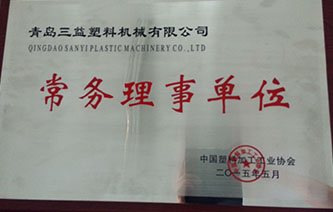 青岛三益塑料机械有限公司
QINGDAO SANYI PLASTIC MACHINERY CO.,LTD
常务理事单位
中国塑料加工工业协会
二〇一五年五月